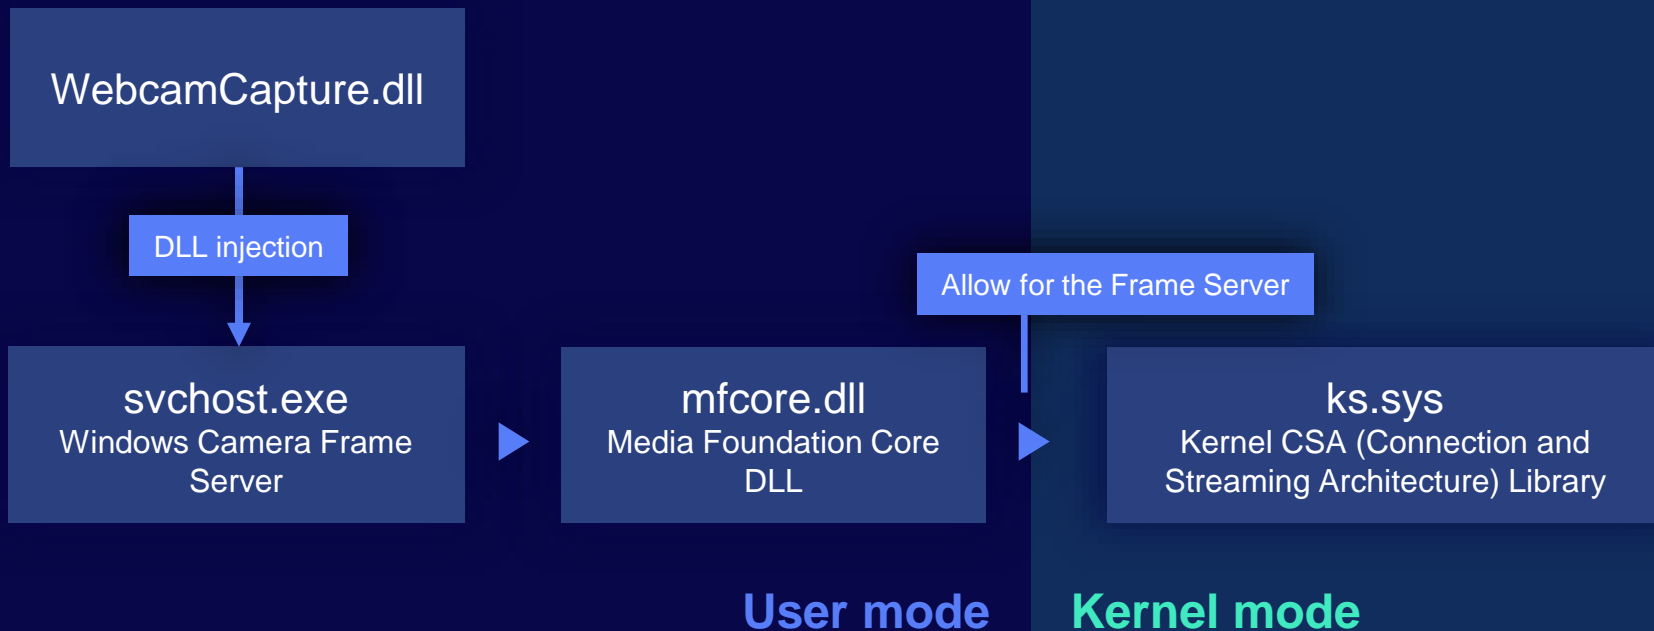 WebcamCapture.dll
DLL injection
Allow for the Frame Server
svchost.exe
Windows Camera Frame
Server
mfcore.dll
Media Foundation Core
DLL
ks.sys
Kernel CSA (Connection and
Streaming Architecture) Library
User mode
Kernel mode